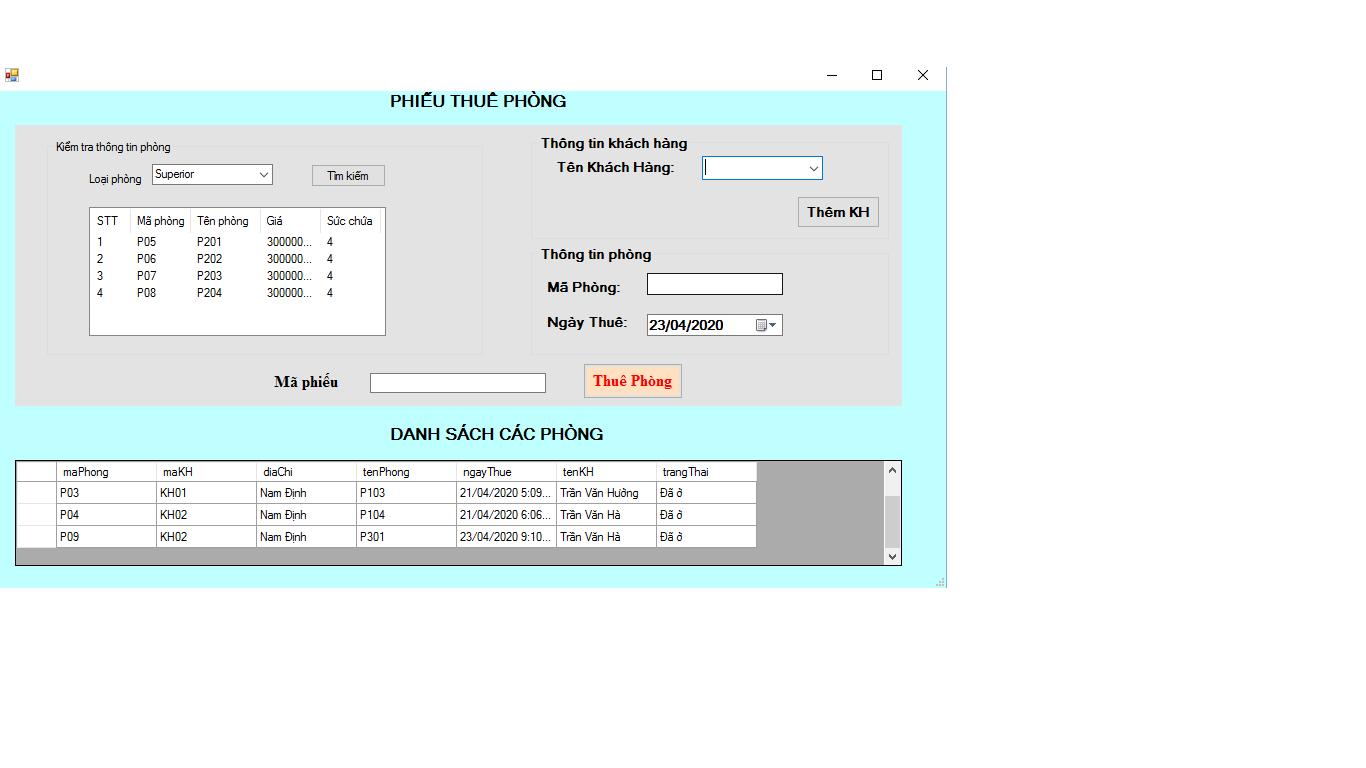 PHIẾU THUÊ PHÒNG
Kiểm tra thông tin phòng
Loại phòng Superior Tìm kiếm
STT Mã phòng Tên phòng Giá Sức chứa
1 P05 P201 300000... 4
2 P06 P202 300000... 4
3 P07 P203 300000... 4
4 P08 P204 300000... 4
Thông tin khách hàng
Tên Khách Hàng:
Thêm KH
Thông tin phòng
Mã Phòng:
Ngày Thuê: 23/04/2020
Mã phiếu Thuê Phòng
DANH SÁCH CÁC PHÒNG
maPhong maKH diaChi tenPhong ngayThue tenKH trangThai
P03 KH01 Nam Định P103 21/04/2020 5:09... Trần Văn Hưởng Đã ở
P04 KH02 Nam Định P104 21/04/2020 6:06... Trần Văn Hà Đã ở
P09 KH02 Nam Định P301 23/04/2020 9:10... Trần Văn Hà Đã ở